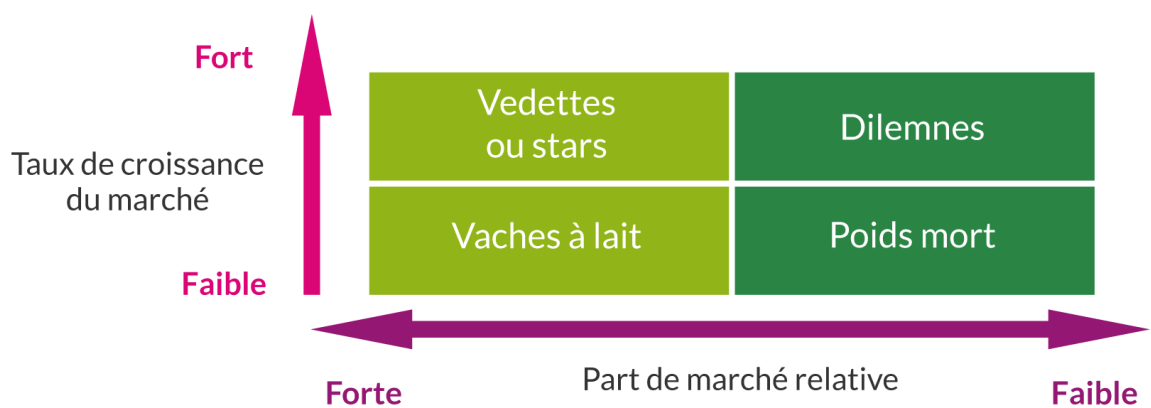 Fort
Taux de croissance
du marché
Faible
Vedettes
ou stars
Dilemnes
Vaches à lait
Poids mort
Forte
Part de marché relative
Faible